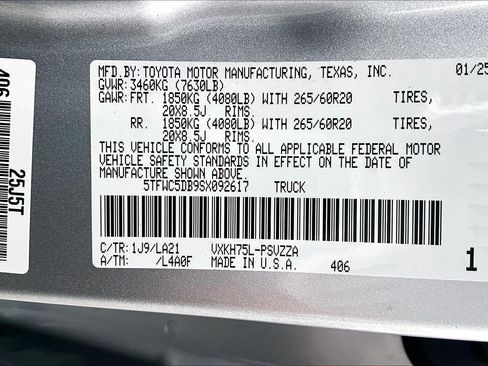 MFD.BY: TOYOTA MOTOR MANUFACTURING, TEXAS, INC. 01/25
GVWR: 3460KG (7630LB)
GAWR: FRT. 1850KG (4080LB) WITH 265/60R20 TIRES,
20X8.5J RIMS,
RR. 1850KG (4080LB) WITH 265/60R20 TIRES,
20X8.5J RIMS.
THIS VEHICLE CONFORMS TO ALL APPLICABLE FEDERAL MOTOR
VEHICLE SAFETY STANDARDS IN EFFECT ON THE DATE OF
MANUFACTURE SHOWN ABOVE.
5TFWC5DB9SX092617 TRUCK
C/TR: 1J9/LA21 VXKH75L-PSVZZA
A/TM: /L4A0F MADE IN U.S.A. 406
1
406
25J5T